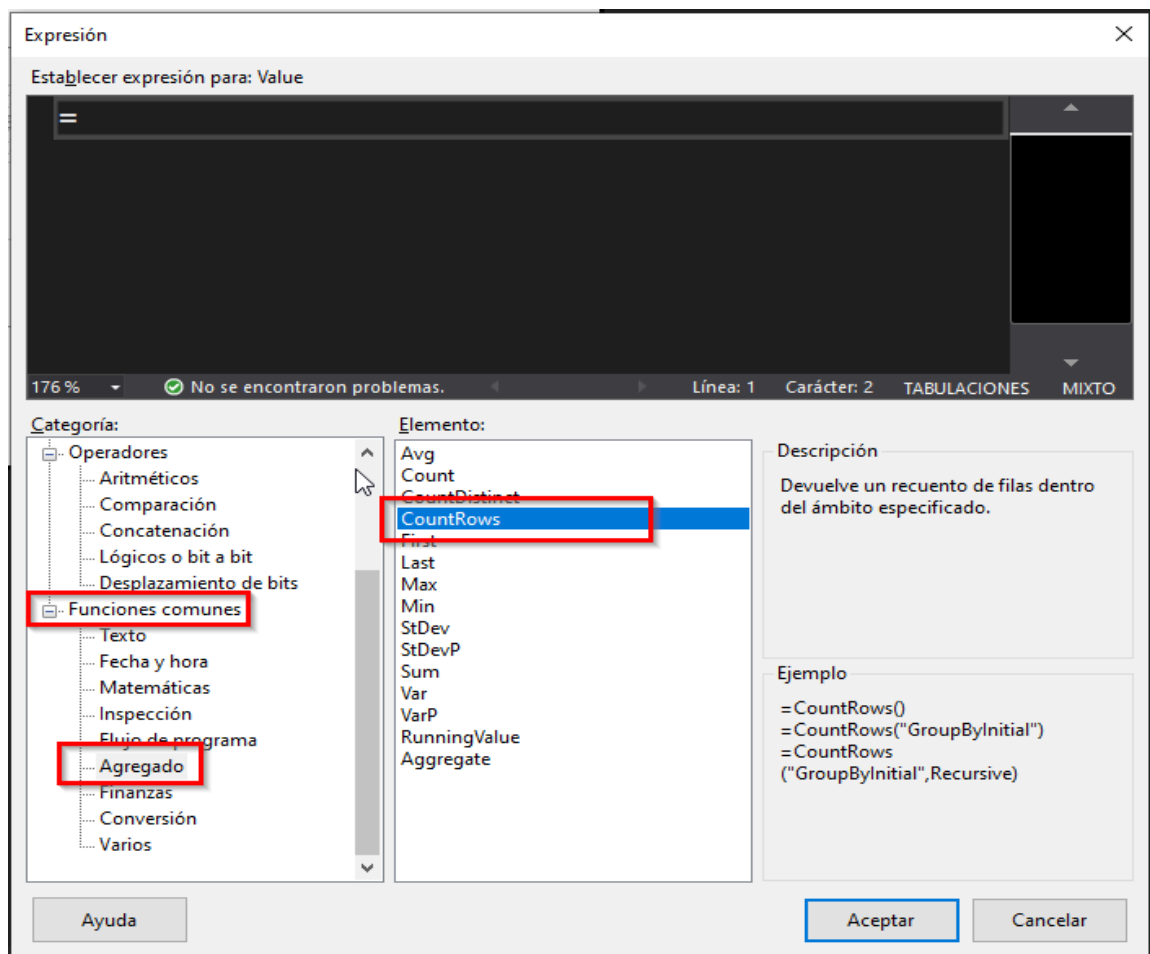 Expresión
Establecer expresión para: Value
=
176 %
No se encontraron problemas.
Línea: 1
Carácter: 2
TABULACIONES
MIXTO
Categoría:
Operadores
Aritméticos
Comparación
Concatenación
Lógicos o bit a bit
Desplazamiento de bits
Funciones comunes
Texto
Fecha y hora
Matemáticas
Inspección
Flujo de programa
Agregado
Finanzas
Conversión
Varios
Elemento:
Avg
Count
CountDistinct
CountRows
First
Last
Max
Min
StDev
StDevP
Sum
Var
VarP
RunningValue
Aggregate
Descripción
Devuelve un recuento de filas dentro
del ámbito especificado.
Ejemplo
=CountRows()
=CountRows("GroupByInitial")
=CountRows
("GroupByInitial",Recursive)
Ayuda
Aceptar
Cancelar